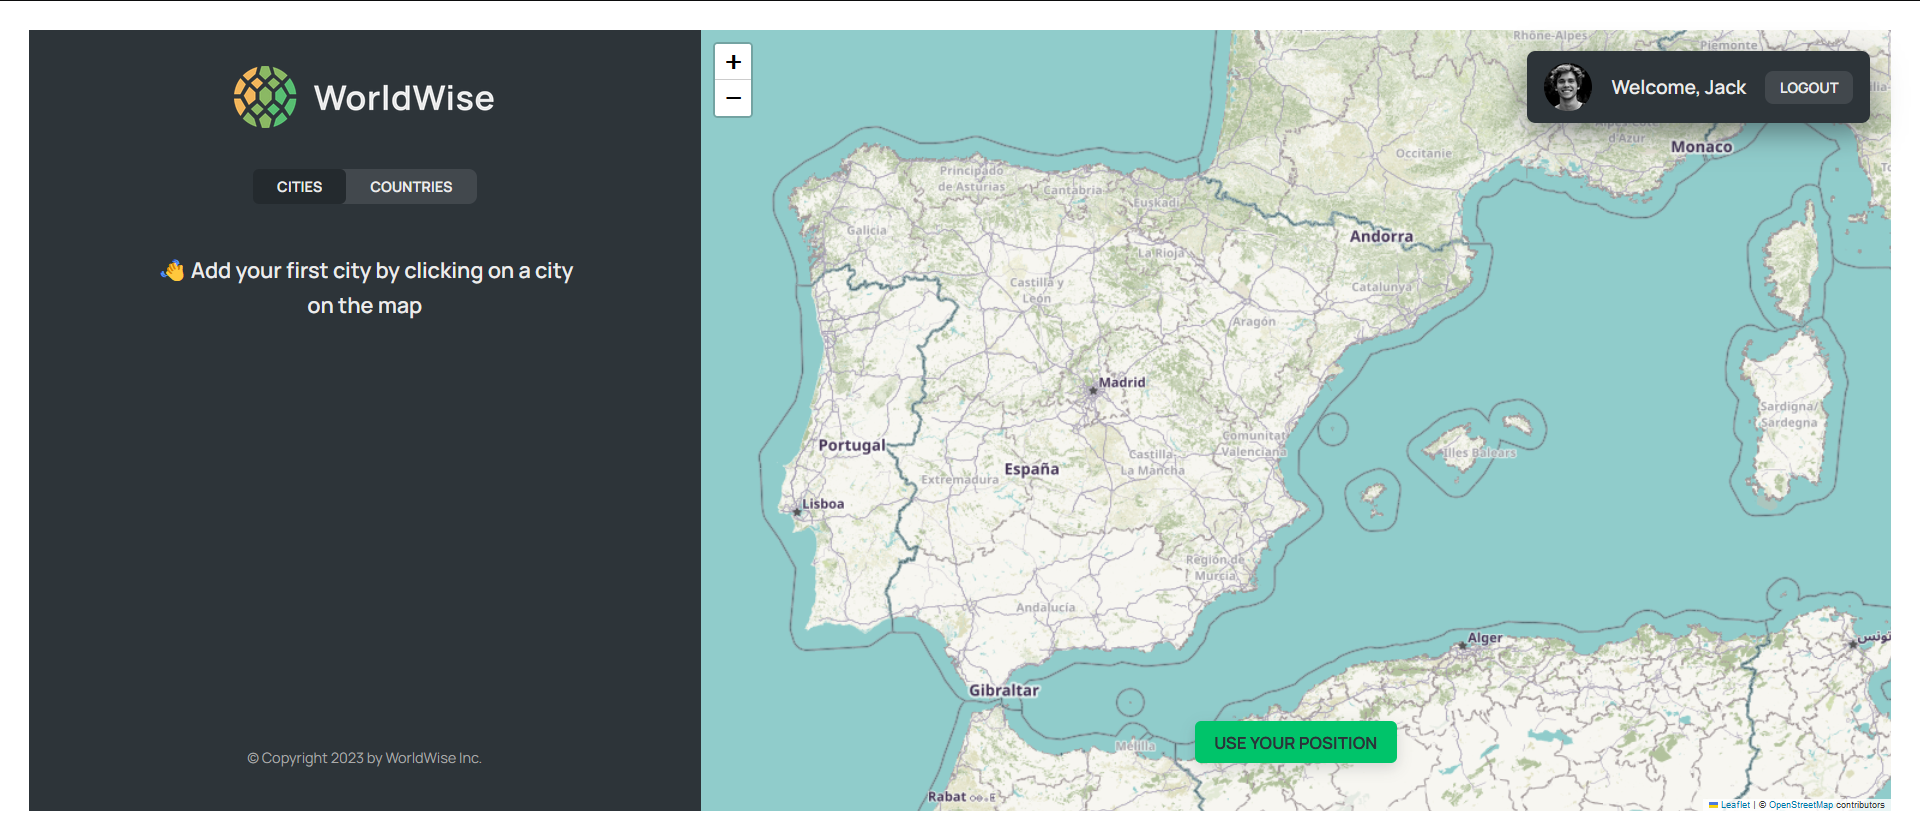 WorldWise
CITIES
COUNTRIES
👋 Add your first city by clicking on a city
on the map
© Copyright 2023 by WorldWise Inc.
+
−
Welcome, Jack
LOGOUT
Rhône-Alpes
Piemonte
d'Azur
Monaco
Occitanie
Principado
de Asturias
Cantabria
Euskadi
Galicia
Andorra
La Rioja
Castilla y
León
Catalunya
Aragón
Madrid
Sardigna/
Sardegna
Portugal
Comunitat
Valenciana
Illes Balears
España
Castilla-
La Mancha
Extremadura
Lisboa
Región de
Murcia
Andalucía
Alger
تونس
Gibraltar
Melilla
USE YOUR POSITION
Rabat
Leaflet | © OpenStreetMap contributors